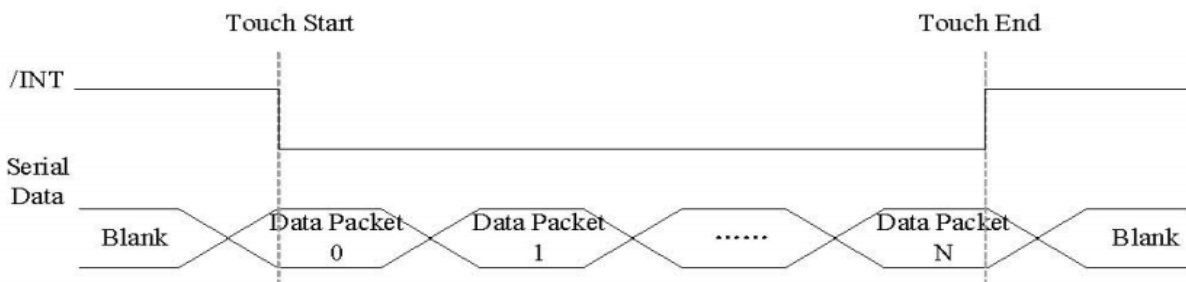 Touch Start
Touch End
/INT
Serial
Data
Blank
Data Packet
0
Data Packet
1
......
Data Packet
N
Blank